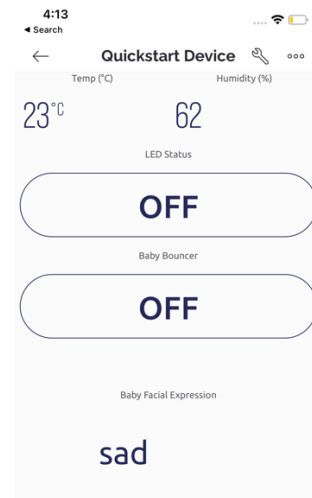 4:13
◀ Search
Quickstart Device
Temp (°C) Humidity (%)
23°C 62
LED Status
OFF
Baby Bouncer
OFF
Baby Facial Expression
sad